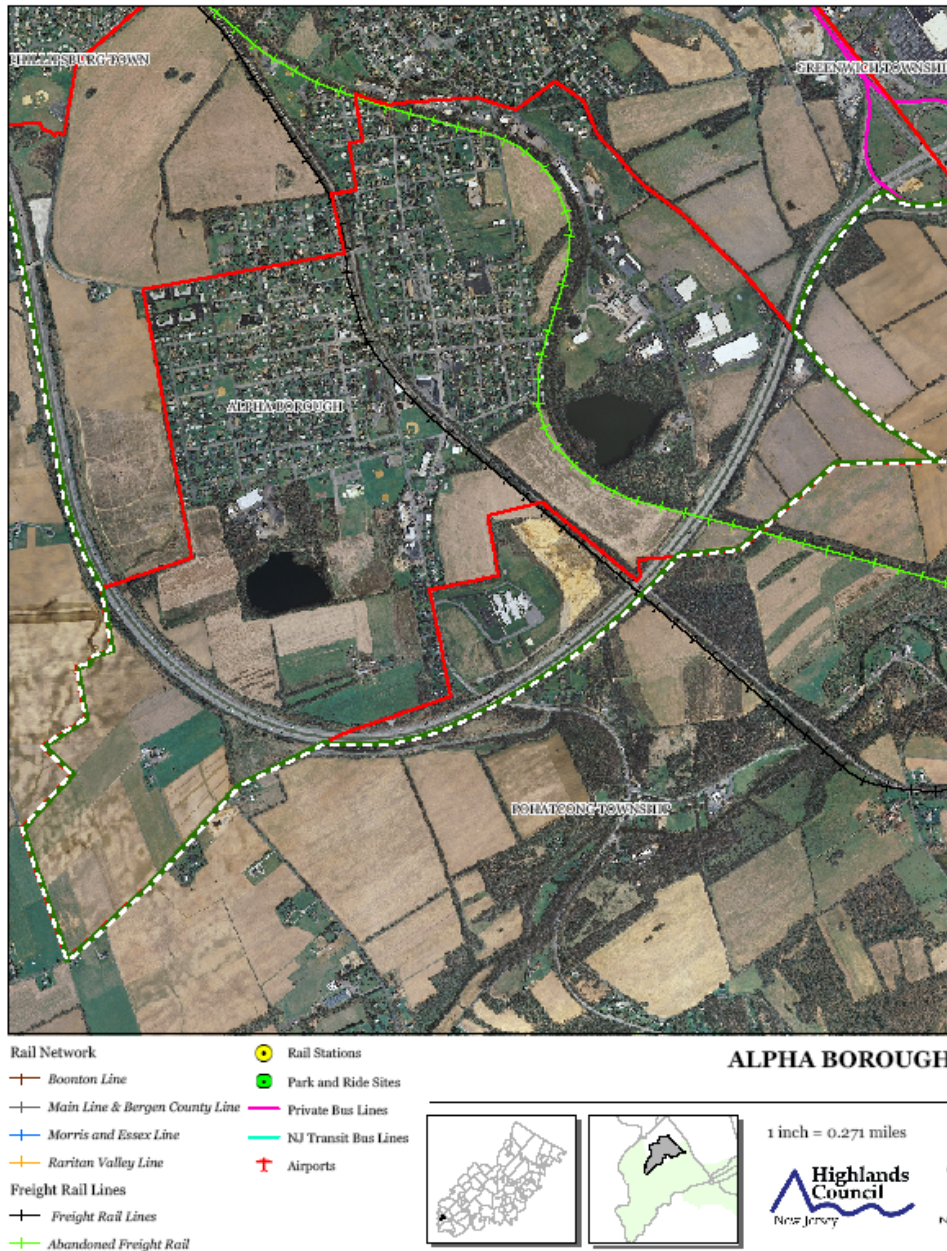 PHILLIPSBURG TOWN
GREENWICH TOWNSHIP
ALPHA BOROUGH
POHATCONG TOWNSHIP
Rail Network
Boonton Line
Main Line & Bergen County Line
Morris and Essex Line
Raritan Valley Line
Freight Rail Lines
Freight Rail Lines
Abandoned Freight Rail
Rail Stations
Park and Ride Sites
Private Bus Lines
NJ Transit Bus Lines
Airports
ALPHA BOROUGH
1 inch = 0.271 miles
Highlands
Council
New Jersey
N